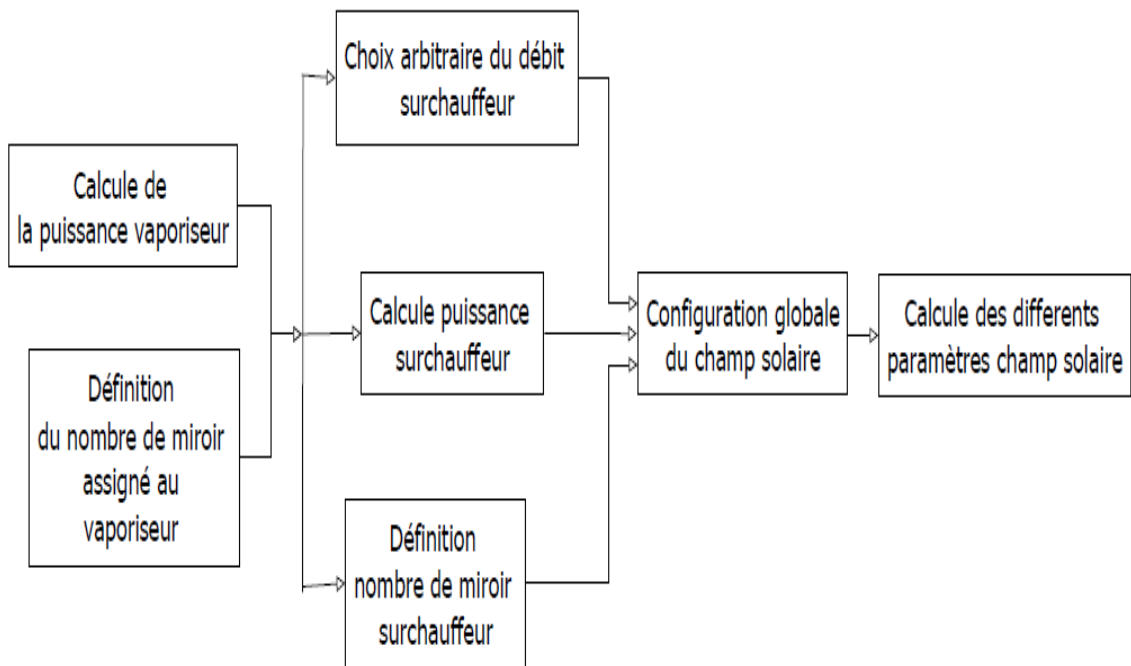 Choix arbitraire du débit
surchauffeur
Calcule de
la puissance vaporiseur
Calcule puissance
surchauffeur
Configuration globale
du champ solaire
Calcule des differents
paramètres champ solaire
Définition
du nombre de miroir
assigné au
vaporiseur
Définition
nombre de miroir
surchauffeur